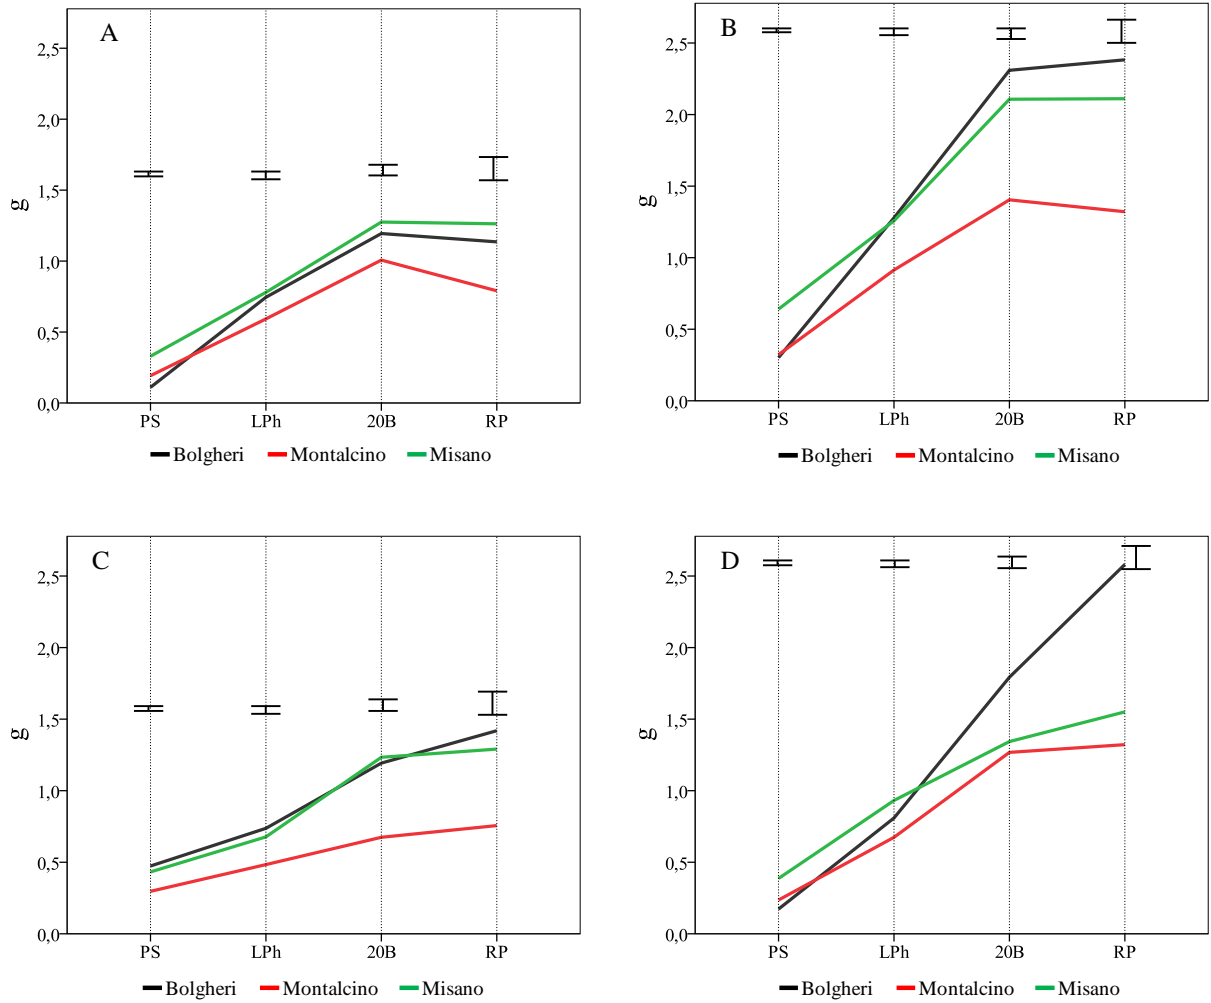 A
2,5
2,0
1,5
g
1,0
0,5
0,0
PS LPh 20B RP
Bolgheri Montalcino Misano
B
2,5
2,0
1,5
g
1,0
0,5
0,0
PS LPh 20B RP
Bolgheri Montalcino Misano
C
2,5
2,0
1,5
g
1,0
0,5
0,0
PS LPh 20B RP
Bolgheri Montalcino Misano
D
2,5
2,0
1,5
g
1,0
0,5
0,0
PS LPh 20B RP
Bolgheri Montalcino Misano